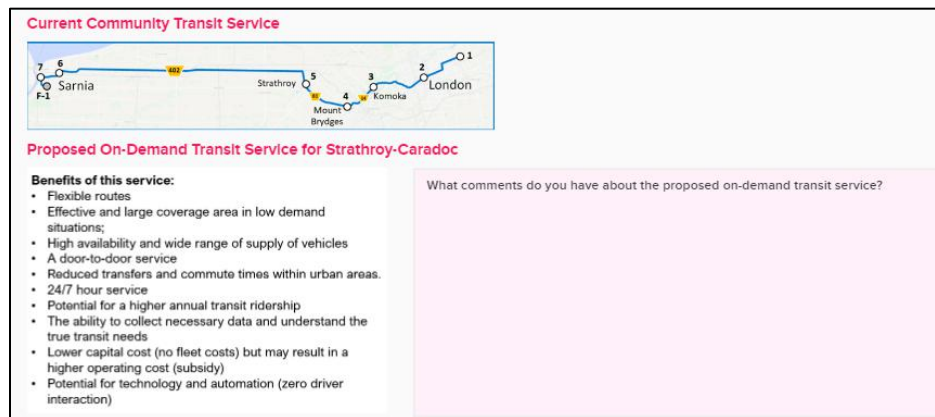 Current Community Transit Service
7
6
Sarnia
F-1
402
Strathroy
5
Mount
Brydges
4
3
Komoka
2
London
1
Proposed On-Demand Transit Service for Strathroy-Caradoc
Benefits of this service:
• Flexible routes
• Effective and large coverage area in low demand
situations;
• High availability and wide range of supply of vehicles
• A door-to-door service
• Reduced transfers and commute times within urban areas.
• 24/7 hour service
• Potential for a higher annual transit ridership
• The ability to collect necessary data and understand the
true transit needs
• Lower capital cost (no fleet costs) but may result in a
higher operating cost (subsidy)
• Potential for technology and automation (zero driver
interaction)
What comments do you have about the proposed on-demand transit service?